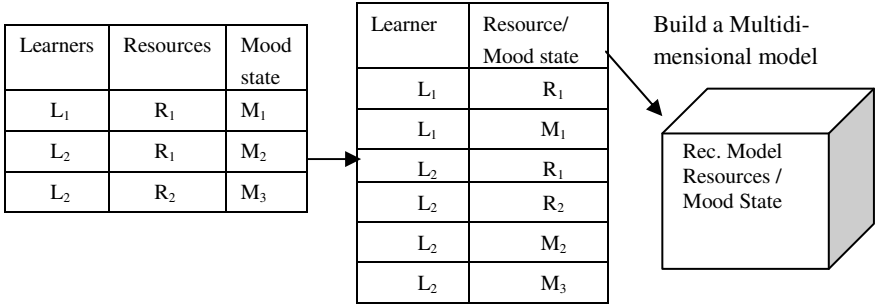 Learners Resources Mood
state
L₁ R₁ M₁
L₂ R₁ M₂
L₂ R₂ M₃
Learner Resource/
Mood state
L₁ R₁
L₁ M₁
L₂ R₁
L₂ R₂
L₂ M₂
L₂ M₃
Build a Multidi-
mensional model
Rec. Model
Resources /
Mood State